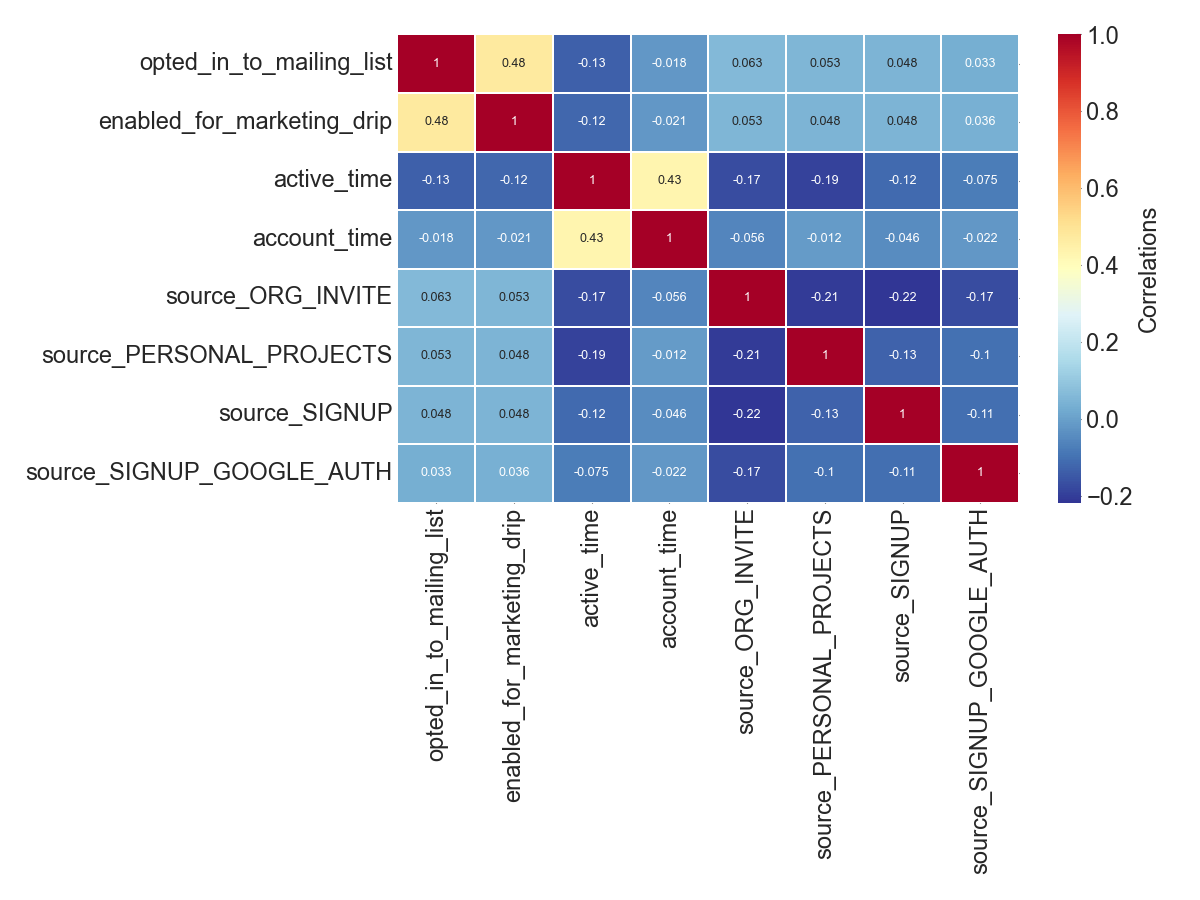 opted_in_to_mailing_list 1 0.48 -0.13 -0.018 0.063 0.053 0.048 0.033
enabled_for_marketing_drip 0.48 1 -0.12 -0.021 0.053 0.048 0.048 0.036
active_time -0.13 -0.12 1 0.43 -0.17 -0.19 -0.12 -0.075
account_time -0.018 -0.021 0.43 1 -0.056 -0.012 -0.046 -0.022
source_ORG_INVITE 0.063 0.053 -0.17 -0.056 1 -0.21 -0.22 -0.17
source_PERSONAL_PROJECTS 0.053 0.048 -0.19 -0.012 -0.21 1 -0.13 -0.1
source_SIGNUP 0.048 0.048 -0.12 -0.046 -0.22 -0.13 1 -0.11
source_SIGNUP_GOOGLE_AUTH 0.033 0.036 -0.075 -0.022 -0.17 -0.1 -0.11 1
opted_in_to_mailing_list
enabled_for_marketing_drip
active_time
account_time
source_ORG_INVITE
source_PERSONAL_PROJECTS
source_SIGNUP
source_SIGNUP_GOOGLE_AUTH
1.0
0.8
0.6
0.4
0.2
0.0
−0.2
Correlations